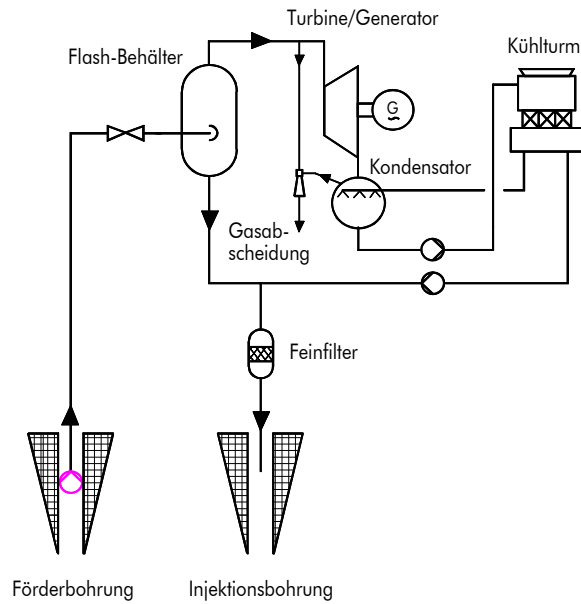 Turbine/Generator
Flash-Behälter
Kühlturm
G
Kondensator
Gasab-
scheidung
Feinfilter
Förderbohrung
Injektionsbohrung